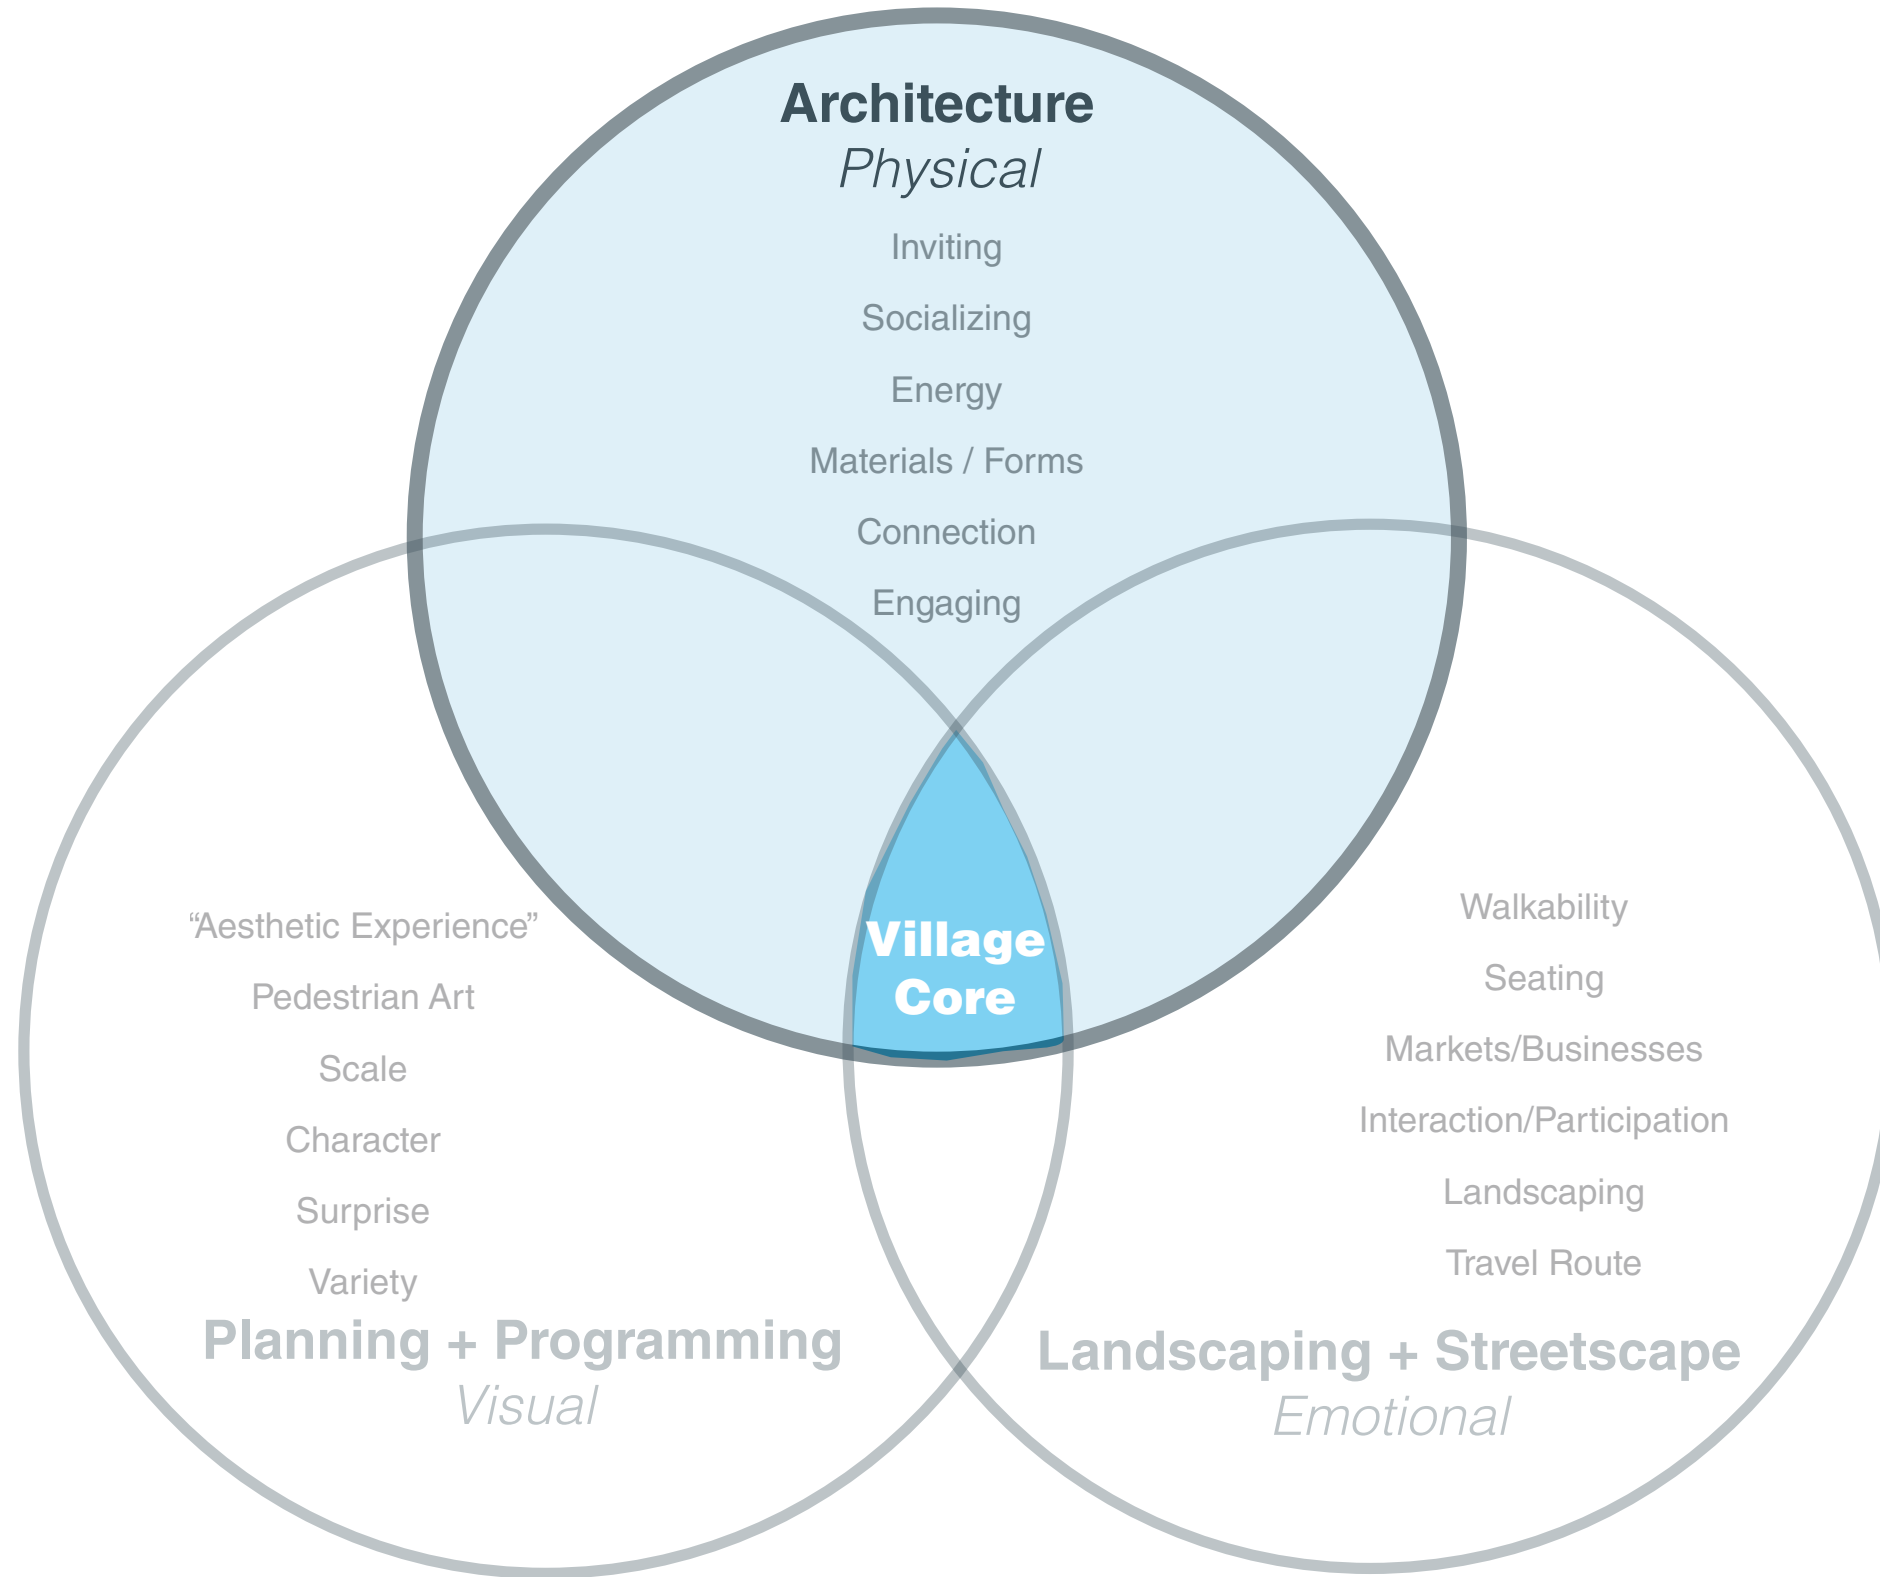 Architecture
Physical
Inviting
Socializing
Energy
Materials / Forms
Connection
Engaging
Village
Core
“Aesthetic Experience”
Pedestrian Art
Scale
Character
Surprise
Variety
Planning + Programming
Visual
Walkability
Seating
Markets/Businesses
Interaction/Participation
Landscaping
Travel Route
Landscaping + Streetscape
Emotional